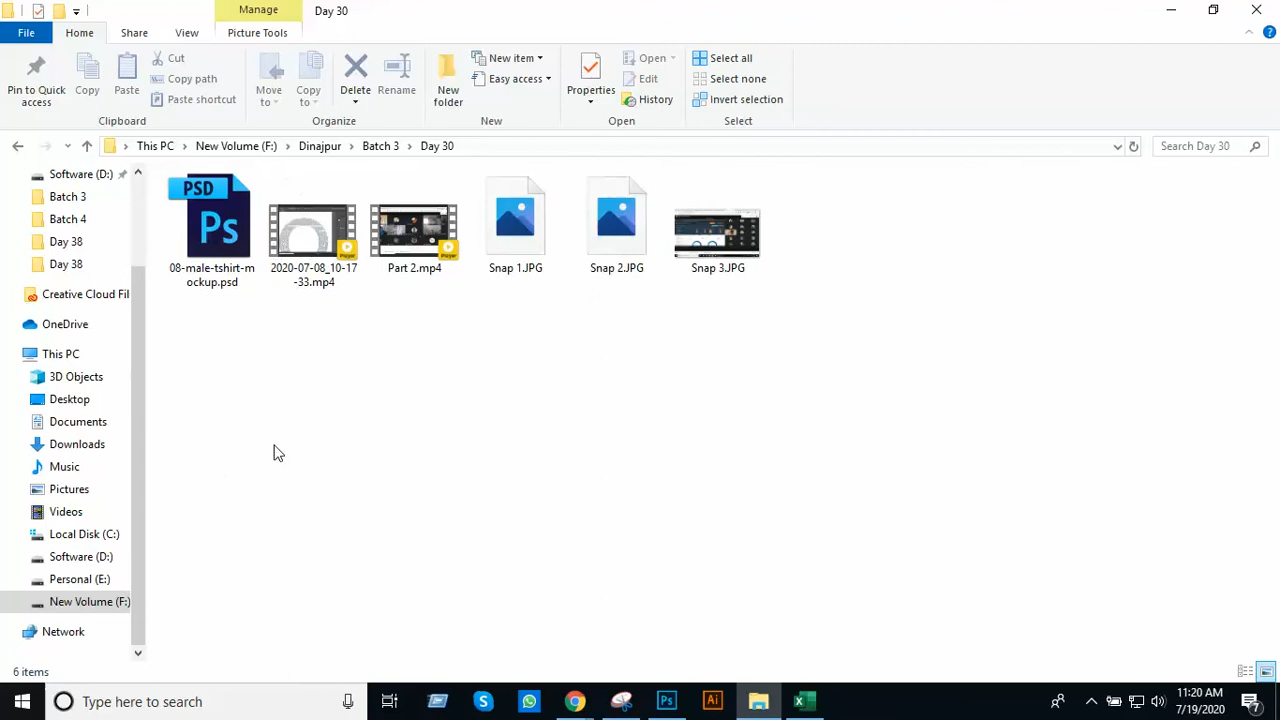 Manage
Day 30
File
Home
Share
View
Picture Tools
Pin to Quick access
Copy
Paste
Cut
Copy path
Paste shortcut
Clipboard
Move to
Copy to
Delete
Rename
Organize
New folder
New item
Easy access
New
Properties
Open
Edit
History
Open
Select all
Select none
Invert selection
Select
This PC
New Volume (F:)
Dinajpur
Batch 3
Day 30
Search Day 30
Software (D:)
Batch 3
Batch 4
Day 38
Day 38
Creative Cloud Fil
OneDrive
This PC
3D Objects
Desktop
Documents
Downloads
Music
Pictures
Videos
Local Disk (C:)
Software (D:)
Personal (E:)
New Volume (F:)
Network
PSD
Ps
08-male-tshirt-m
ockup.psd
Player
2020-07-08_10-17
-33.mp4
Player
Part 2.mp4
Snap 1.JPG
Snap 2.JPG
Snap 3.JPG
6 items
Type here to search
Ps
Ai
11:20 AM
7/19/2020
7